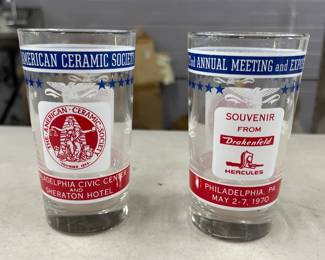 AMERICAN CERAMIC SOCIETY
THE AMERICAN CERAMIC SOCIETY
PHILADELPHIA CIVIC CENTER
AND
SHERATON HOTEL
ANNUAL MEETING and EXPO
SOUVENIR
FROM
Drakenfeld
HERCULES
PHILADELPHIA, PA.
MAY 2-7, 1970